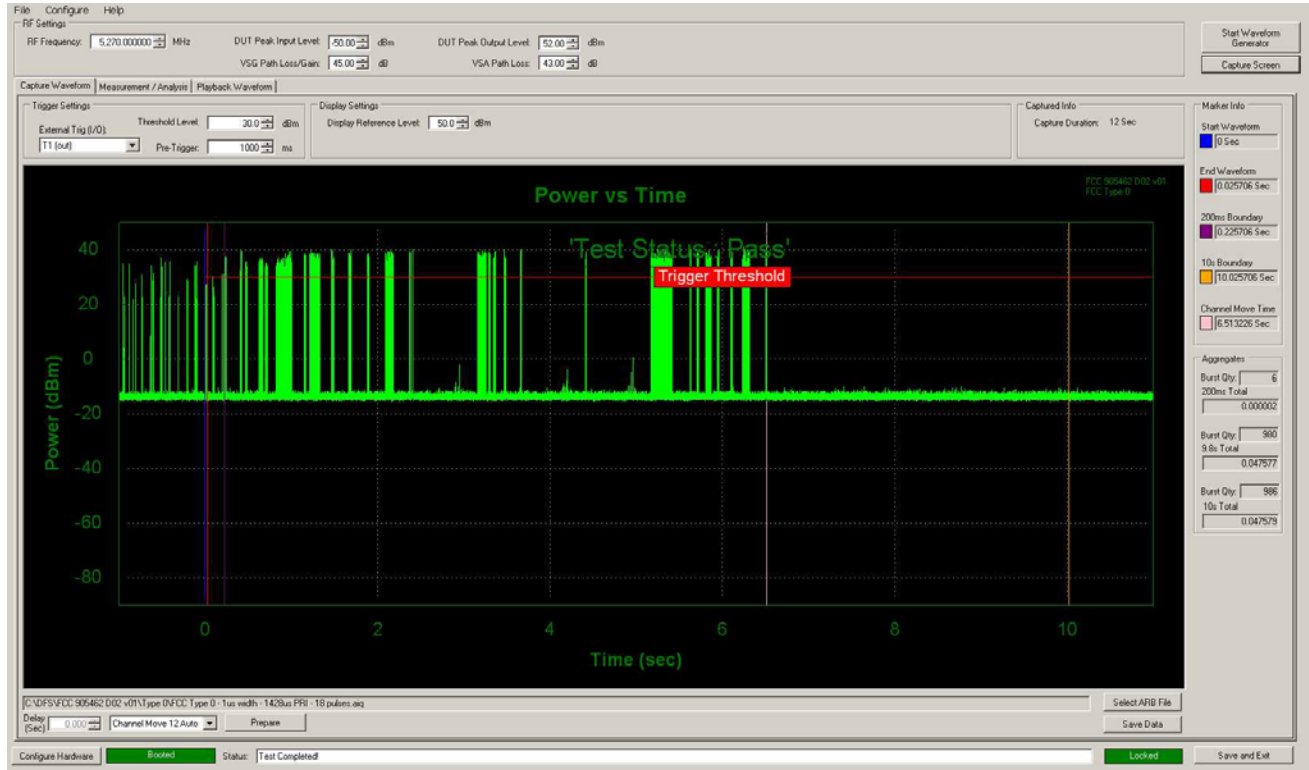 File Configure Help
RF Settings
RF Frequency: 5,270.000000 MHz DUT Peak Input Level: -50.00 dBm DUT Peak Output Level: 52.00 dBm
VSG Path Loss/Gain: 45.00 dB VSA Path Loss: 43.00 dB
Start Waveform
Generator
Capture Screen
Capture Waveform Measurement / Analysis Playback Waveform
Trigger Settings
External Trig (I/O):
T1 (out)
Threshold Level: 30.0 dBm
Pre-Trigger: 1000 ms
Display Settings
Display Reference Level: 50.0 dBm
Captured Info
Capture Duration: 12 Sec
Power vs Time
FCC 905462 D02 v01
FCC Type 0
'Test Status : Pass'
Trigger Threshold
Power (dBm)
40
20
0
-20
-40
-60
-80
0 2 4 6 8 10
Time (sec)
Marker Info
Start Waveform
0 Sec
End Waveform
0.025706 Sec
200ms Boundary
0.225706 Sec
10s Boundary
10.025706 Sec
Channel Move Time
6.513226 Sec
Aggregates
Burst Qty: 6
200ms Total
0.000002
Burst Qty: 980
9.8s Total
0.047577
Burst Qty: 986
10s Total
0.047579
C:\DFS\FCC 905462 D02 v01\Type 0\FCC Type 0 - 1us width - 1428us PRI - 18 pulses.aiq
Select ARB File
Delay
(Sec) 0.000 Channel Move 12 Auto Prepare
Save Data
Configure Hardware Booted Status: Test Completed! Locked Save and Exit